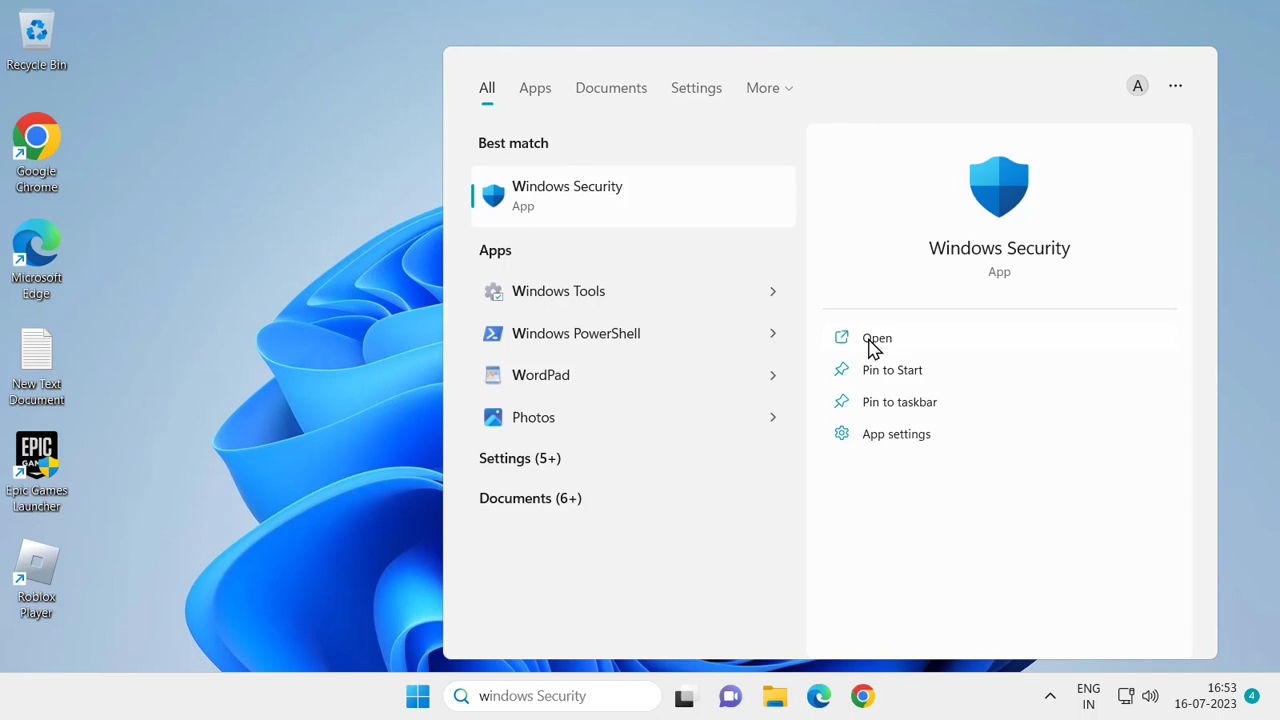 Recycle Bin
Google
Chrome
Microsoft
Edge
New Text
Document
EPIC
GAMES
Epic Games
Launcher
Roblox
Player
All Apps Documents Settings More
A
Best match
Windows Security
App
Apps
Windows Tools
Windows PowerShell
WordPad
Photos
Settings (5+)
Documents (6+)
Windows Security
App
Open
Pin to Start
Pin to taskbar
App settings
windows Security
ENG
IN
16:53
16-07-2023
4